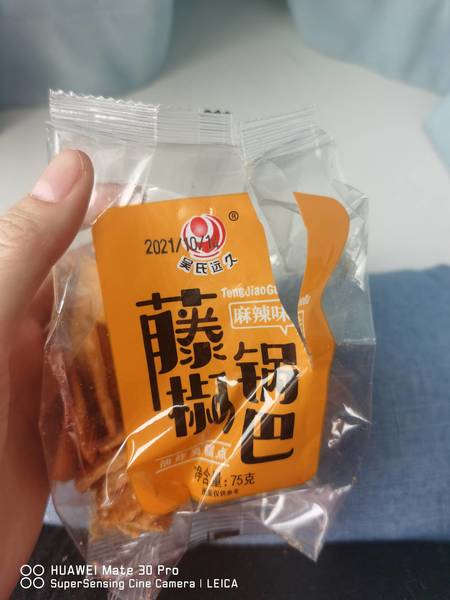 ®
2021/10/14
吴氏远久
TengJiaoGu
麻辣味
藤椒
锅巴
净含量:75克
HUAWEI Mate 30 Pro
SuperSensing Cine Camera | LEICA